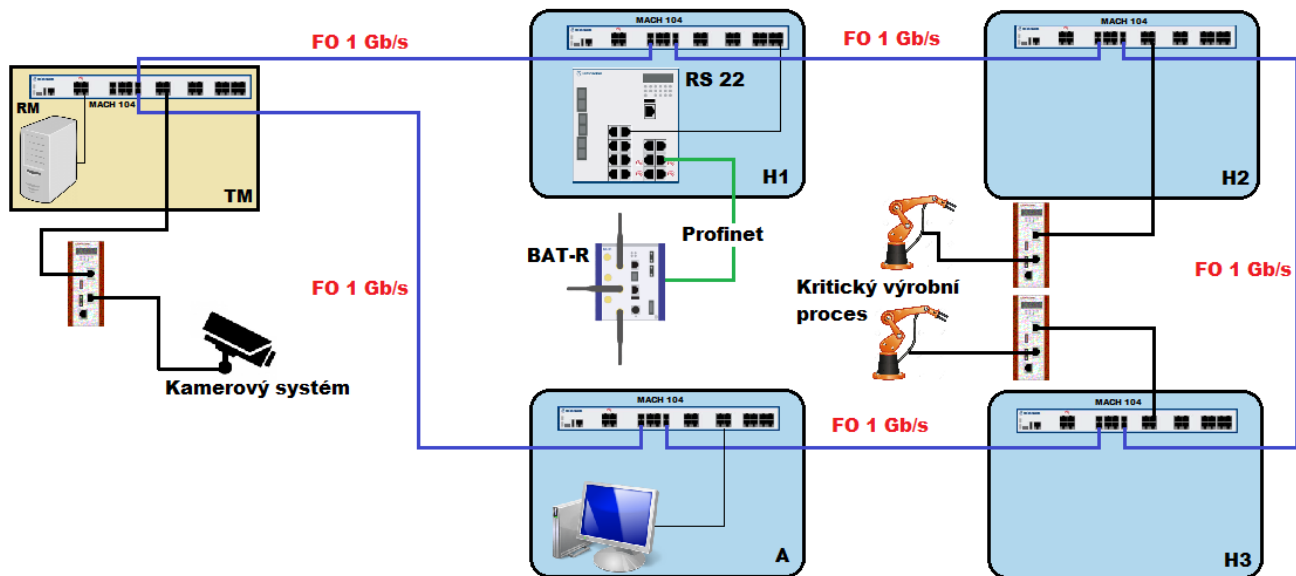 MACH 104
FO 1 Gb/s
FO 1 Gb/s
MACH 104
RS 22
H1
MACH 104
H2
RM
MACH 104
TM
BAT-R
Profinet
Kritický výrobní
proces
FO 1 Gb/s
FO 1 Gb/s
Kamerový systém
MACH 104
A
FO 1 Gb/s
MACH 104
H3